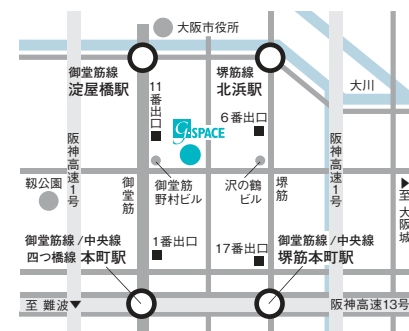 大阪市役所
御堂筋線
淀屋橋駅
堺筋線
北浜駅
大川
11番出口
6番出口
G-SPACE
阪神高速1号
阪神高速1号
靱公園
御堂筋
御堂筋
野村ビル
沢の鶴
ビル
堺筋
▶至 大阪城
御堂筋線/中央線
四つ橋線 本町駅
1番出口
17番出口
御堂筋線/中央線
堺筋本町駅
至 難波▼
阪神高速13号